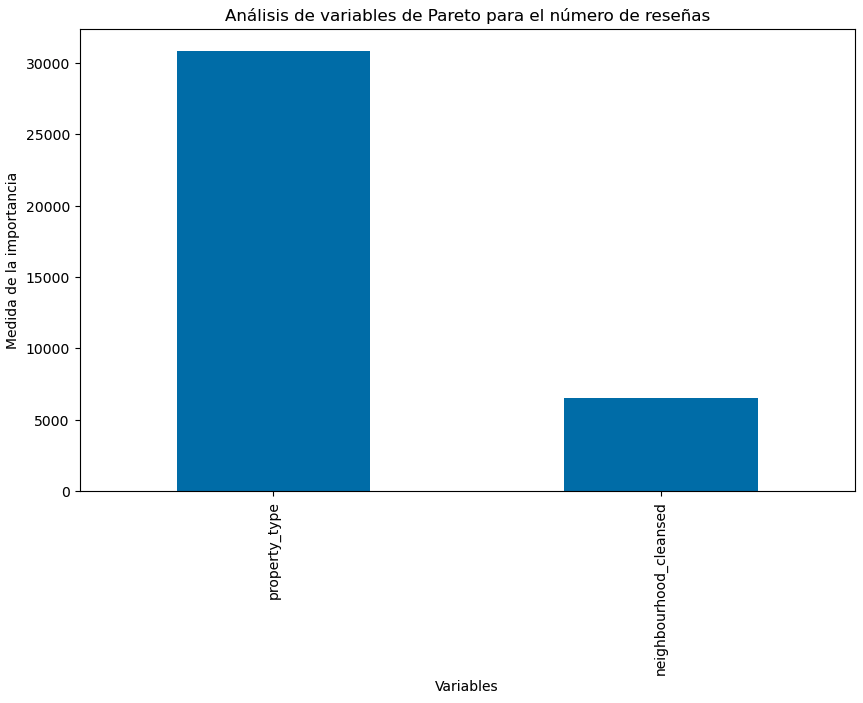 Análisis de variables de Pareto para el número de reseñas
Medida de la importancia
30000
25000
20000
15000
10000
5000
0
property_type
neighbourhood_cleansed
Variables